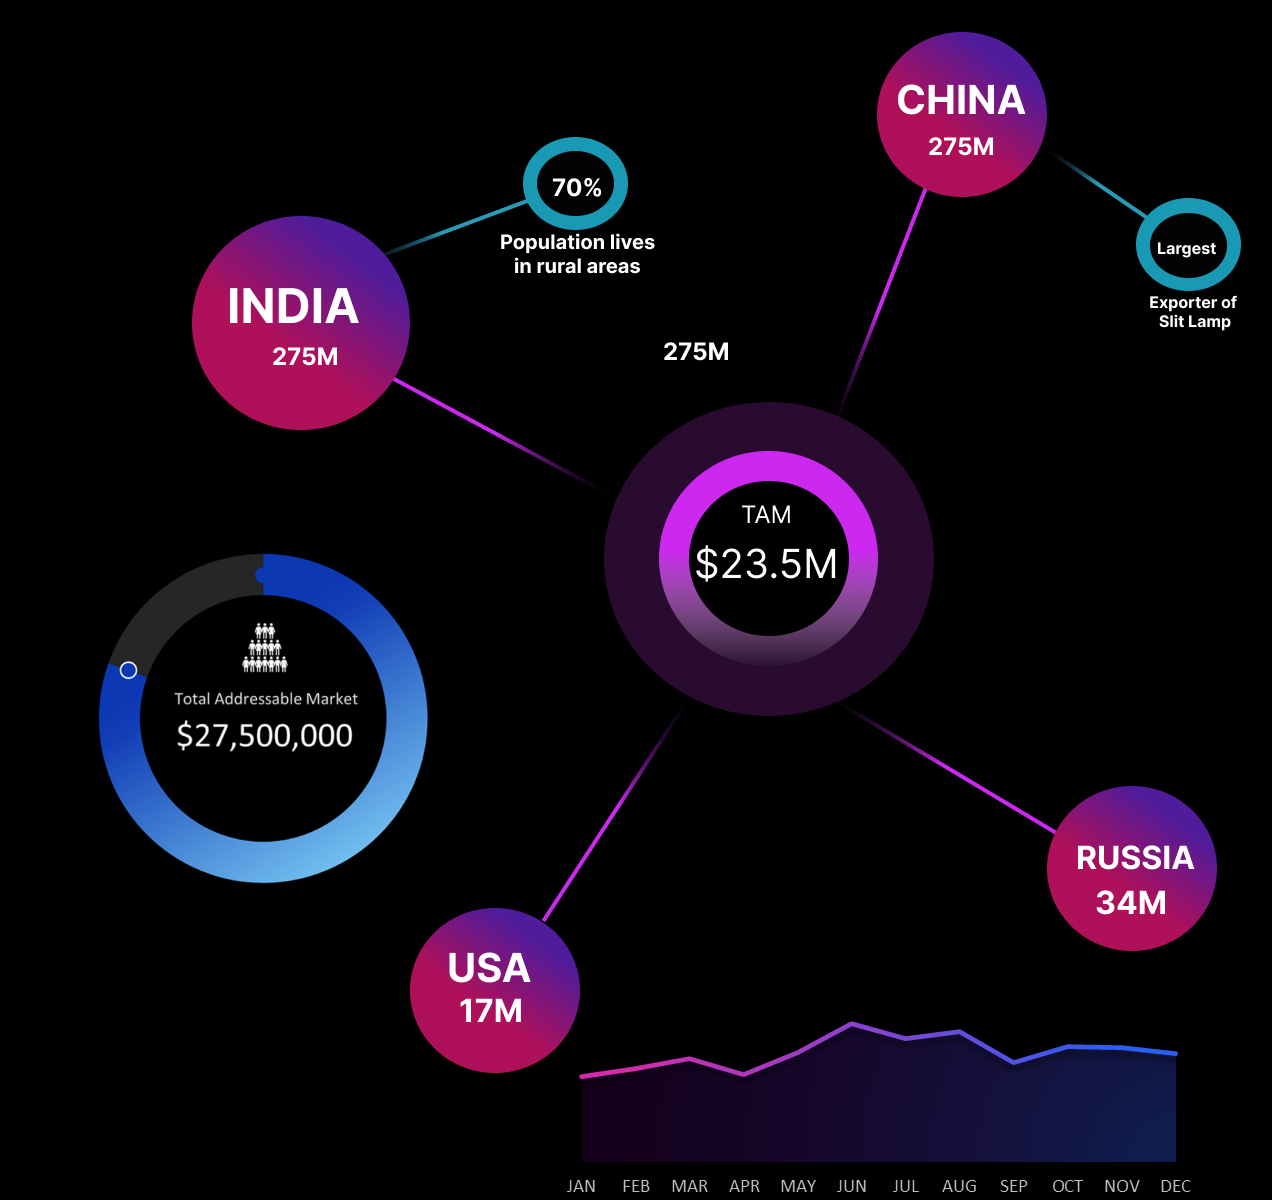 CHINA
275M
70%
Population lives
in rural areas
Largest
Exporter of
Slit Lamp
INDIA
275M
275M
TAM
$23.5M
Total Addressable Market
$27,500,000
RUSSIA
34M
USA
17M
JAN FEB MAR APR MAY JUN JUL AUG SEP OCT NOV DEC